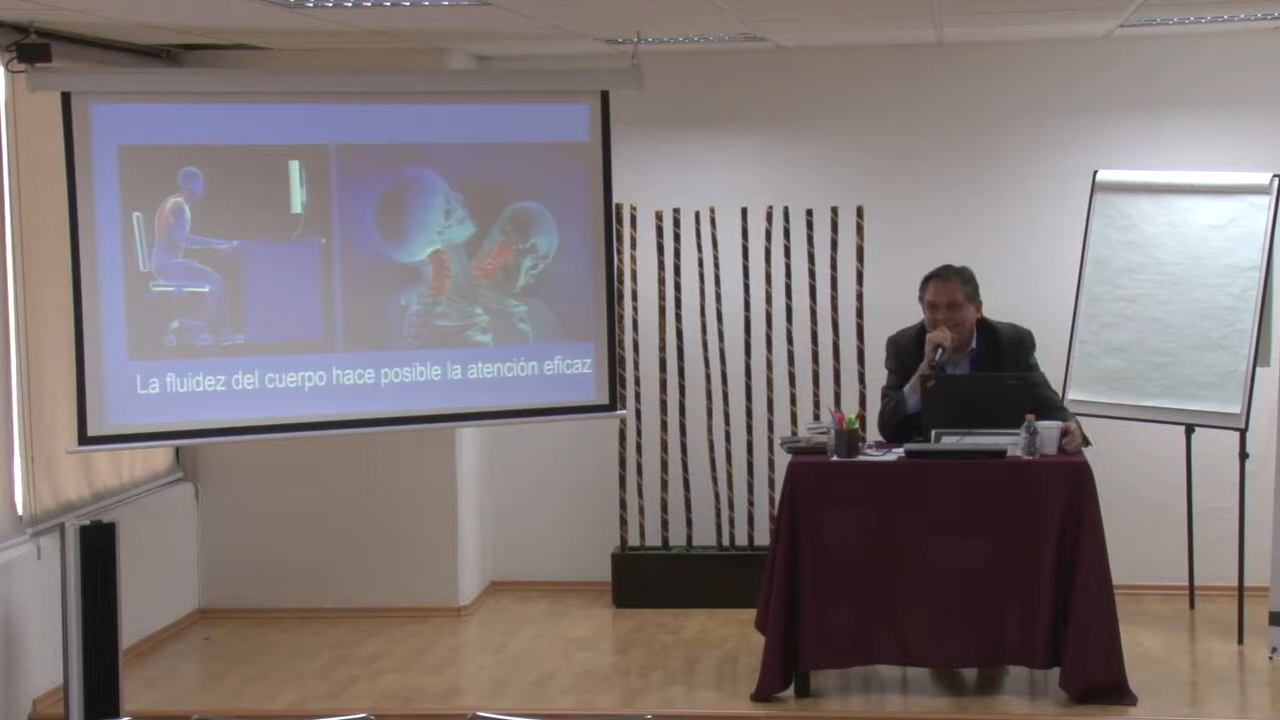 La fluidez del cuerpo hace posible la atención eficaz